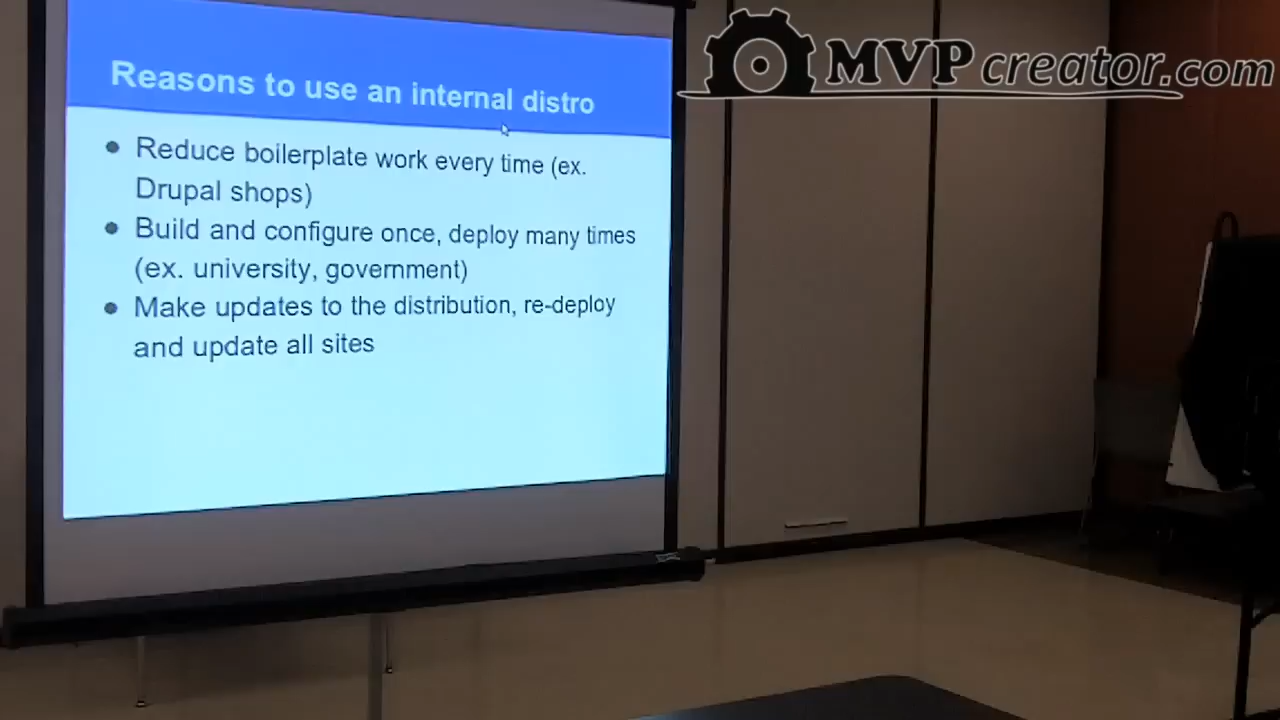 Reasons to use an internal distro
Reduce boilerplate work every time (ex.
Drupal shops)
Build and configure once, deploy many times
(ex. university, government)
Make updates to the distribution, re-deploy
and update all sites
MVPcreator.com